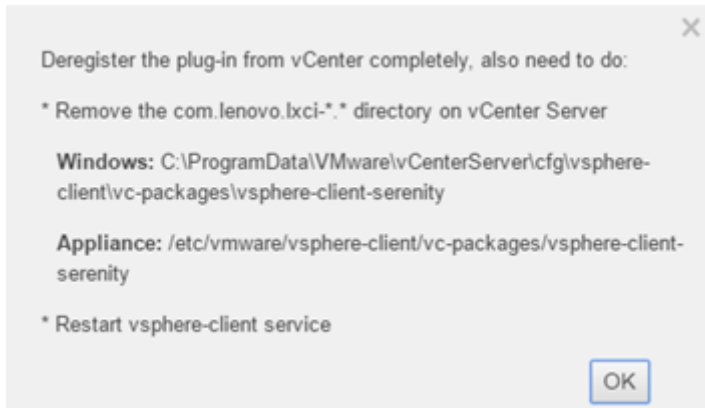 Deregister the plug-in from vCenter completely, also need to do:
* Remove the com.lenovo.lxci-*.* directory on vCenter Server
Windows: C:\ProgramData\VMware\vCenterServer\cfg\vsphere-
client\vc-packages\vsphere-client-serenity
Appliance: /etc/vmware/vsphere-client/vc-packages/vsphere-client-
serenity
* Restart vsphere-client service
OK